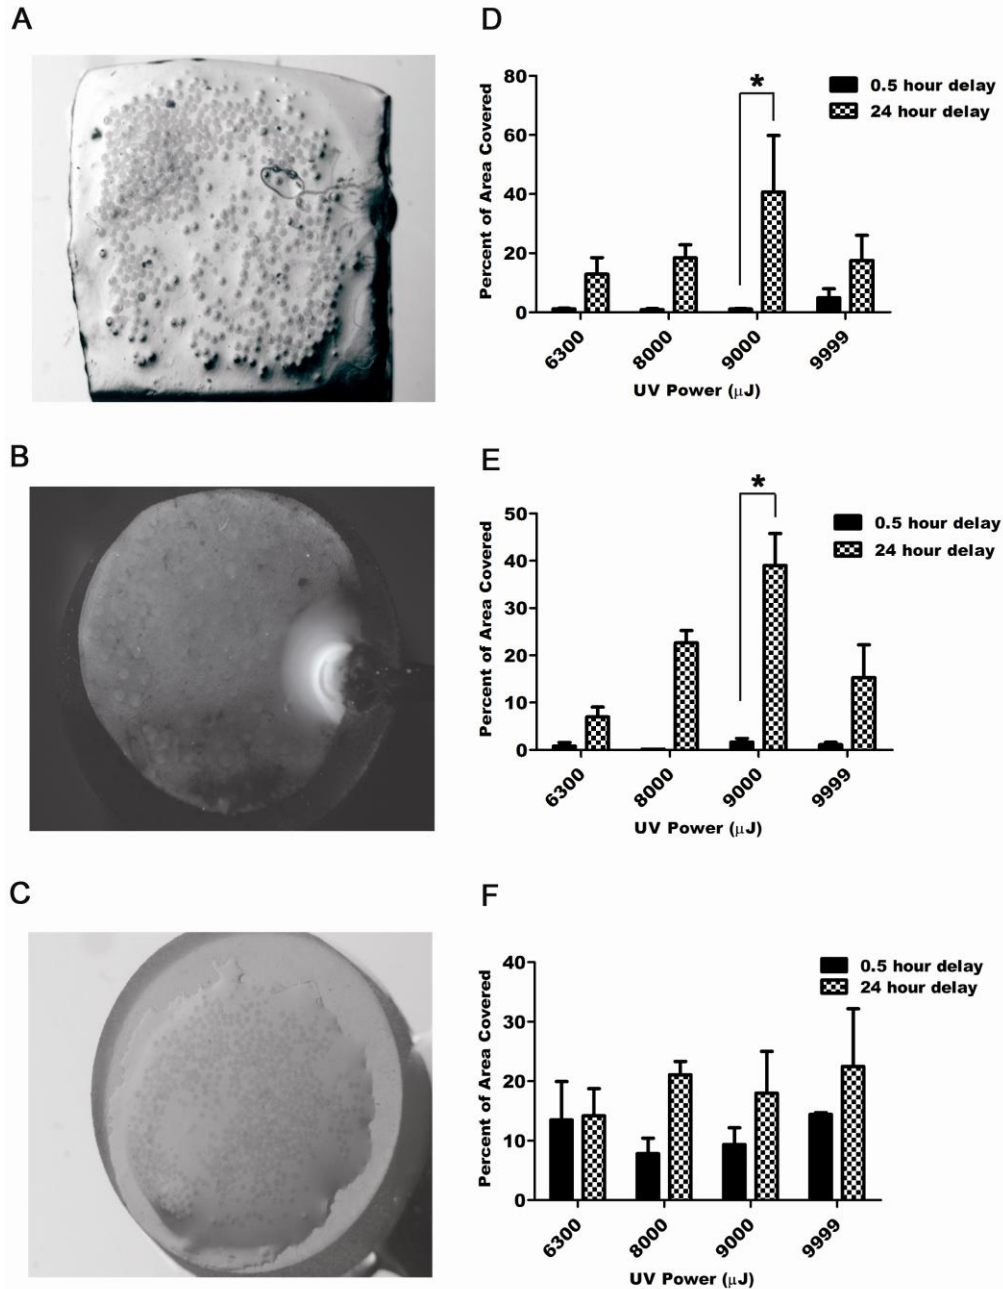 A
B
C
D
80
60
40
20
0
Percent of Area Covered
*
0.5 hour delay
24 hour delay
6300
8000
9000
9999
UV Power (µJ)
E
50
40
30
20
10
0
Percent of Area Covered
*
0.5 hour delay
24 hour delay
6300
8000
9000
9999
UV Power (µJ)
F
40
30
20
10
0
Percent of Area Covered
0.5 hour delay
24 hour delay
6300
8000
9000
9999
UV Power (µJ)